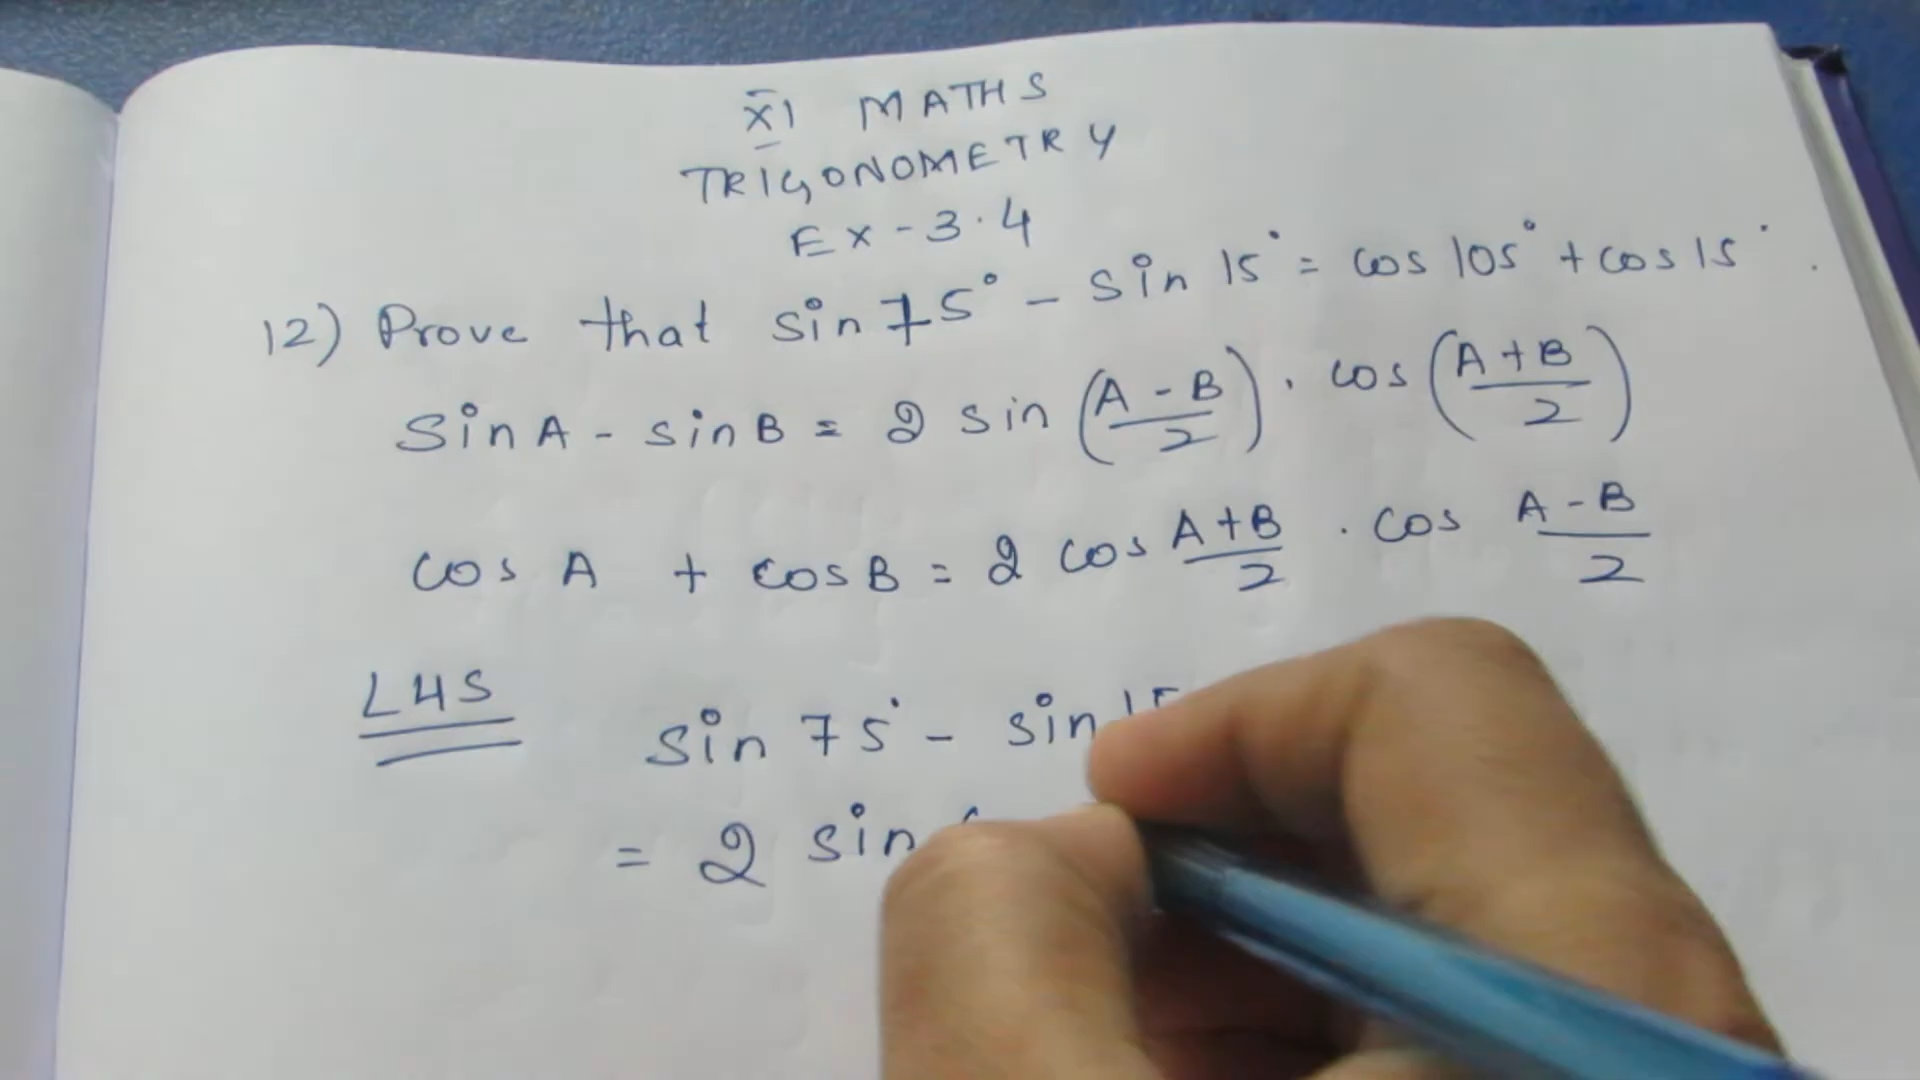 XI MATHS
TRIGONOMETRY
EX - 3.4
12) Prove that sin 75° - sin 15° = cos 105° + cos 15°.
sin A - sin B = 2 sin (A - B / 2) . cos (A + B / 2)
cos A + cos B = 2 cos A + B / 2 . cos A - B / 2
LHS sin 75° - sin 15
= 2 sin (